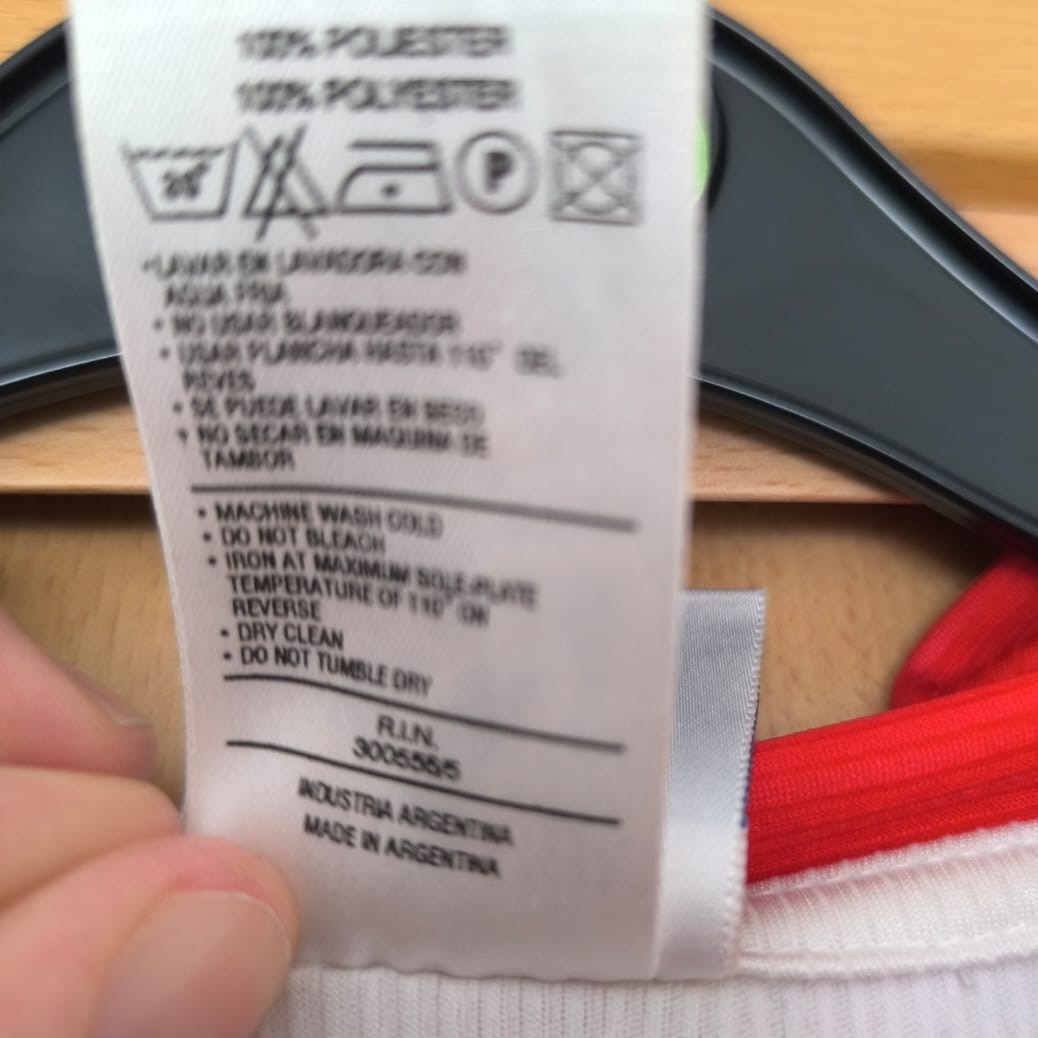 100% POLIESTER
100% POLYESTER
P
• LAVAR EN LAVADORA CON
AGUA FRIA
• NO USAR BLANQUEADOR
• USAR PLANCHA HASTA 110° DEL
REVES
• SE PUEDE LAVAR EN SECO
• NO SECAR EN MAQUINA DE
TAMBOR
• MACHINE WASH COLD
• DO NOT BLEACH
• IRON AT MAXIMUM SOLE-PLATE
TEMPERATURE OF 110° ON
REVERSE
• DRY CLEAN
• DO NOT TUMBLE DRY
R.I.N.
300556/5
INDUSTRIA ARGENTINA
MADE IN ARGENTINA